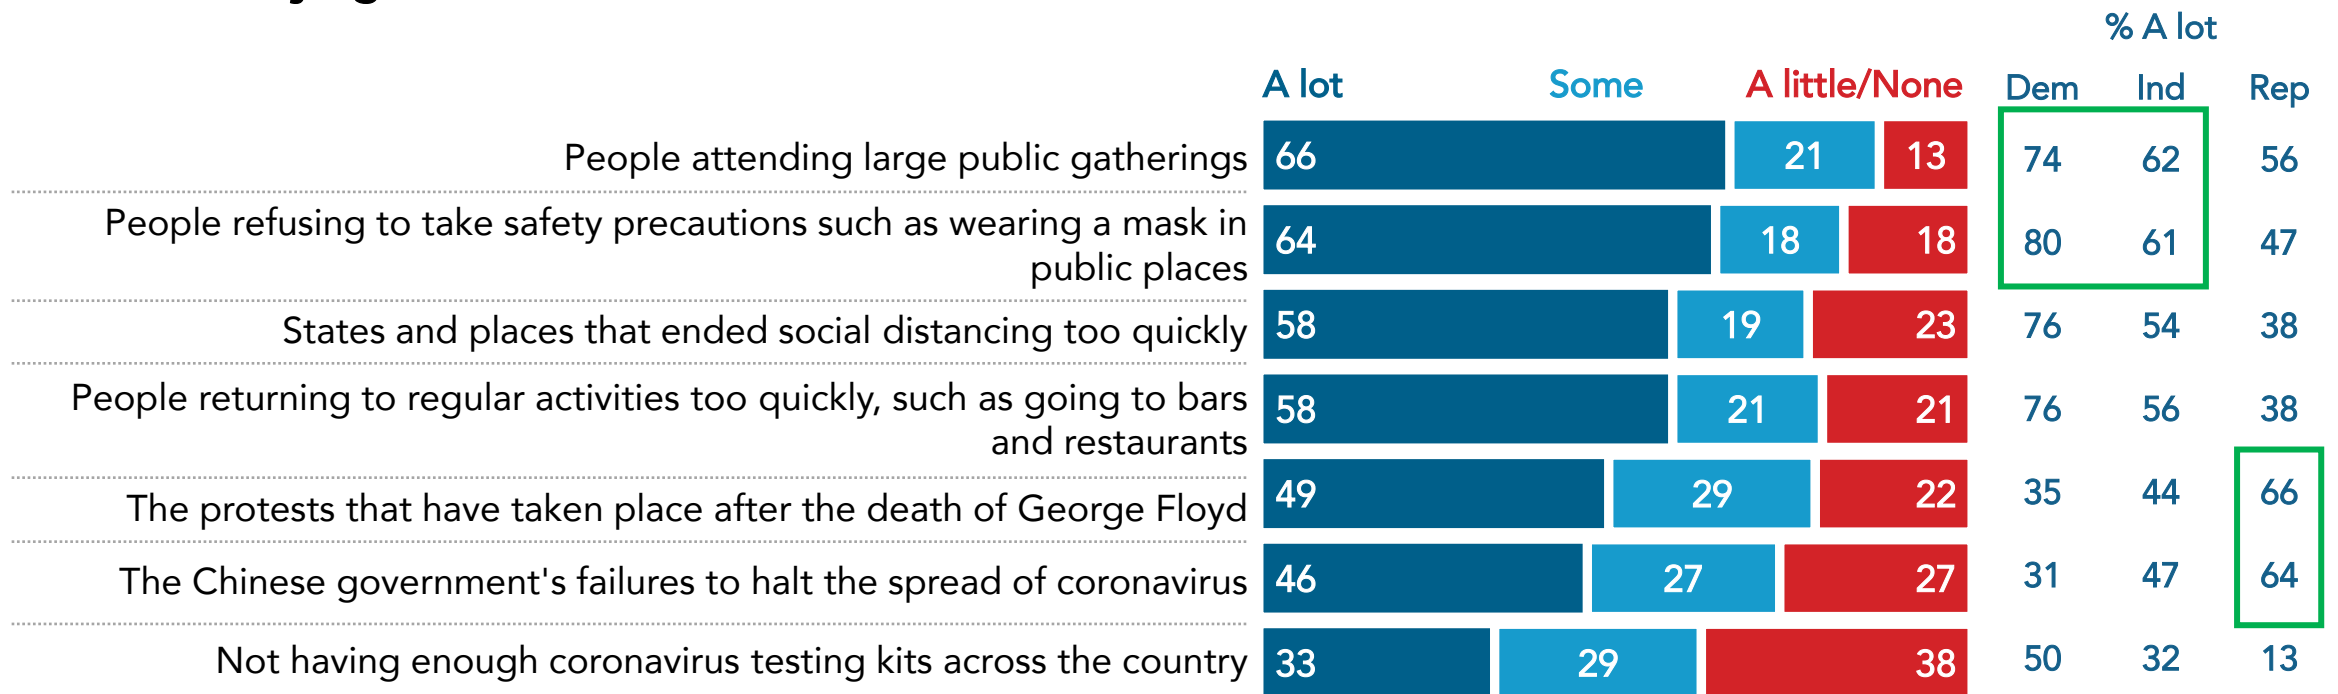 % A lot
A lot Some A little/None Dem Ind Rep
People attending large public gatherings 66 21 13 74 62 56
People refusing to take safety precautions such as wearing a mask in
public places 64 18 18 80 61 47
States and places that ended social distancing too quickly 58 19 23 76 54 38
People returning to regular activities too quickly, such as going to bars
and restaurants 58 21 21 76 56 38
The protests that have taken place after the death of George Floyd 49 29 22 35 44 66
The Chinese government's failures to halt the spread of coronavirus 46 27 27 31 47 64
Not having enough coronavirus testing kits across the country 33 29 38 50 32 13